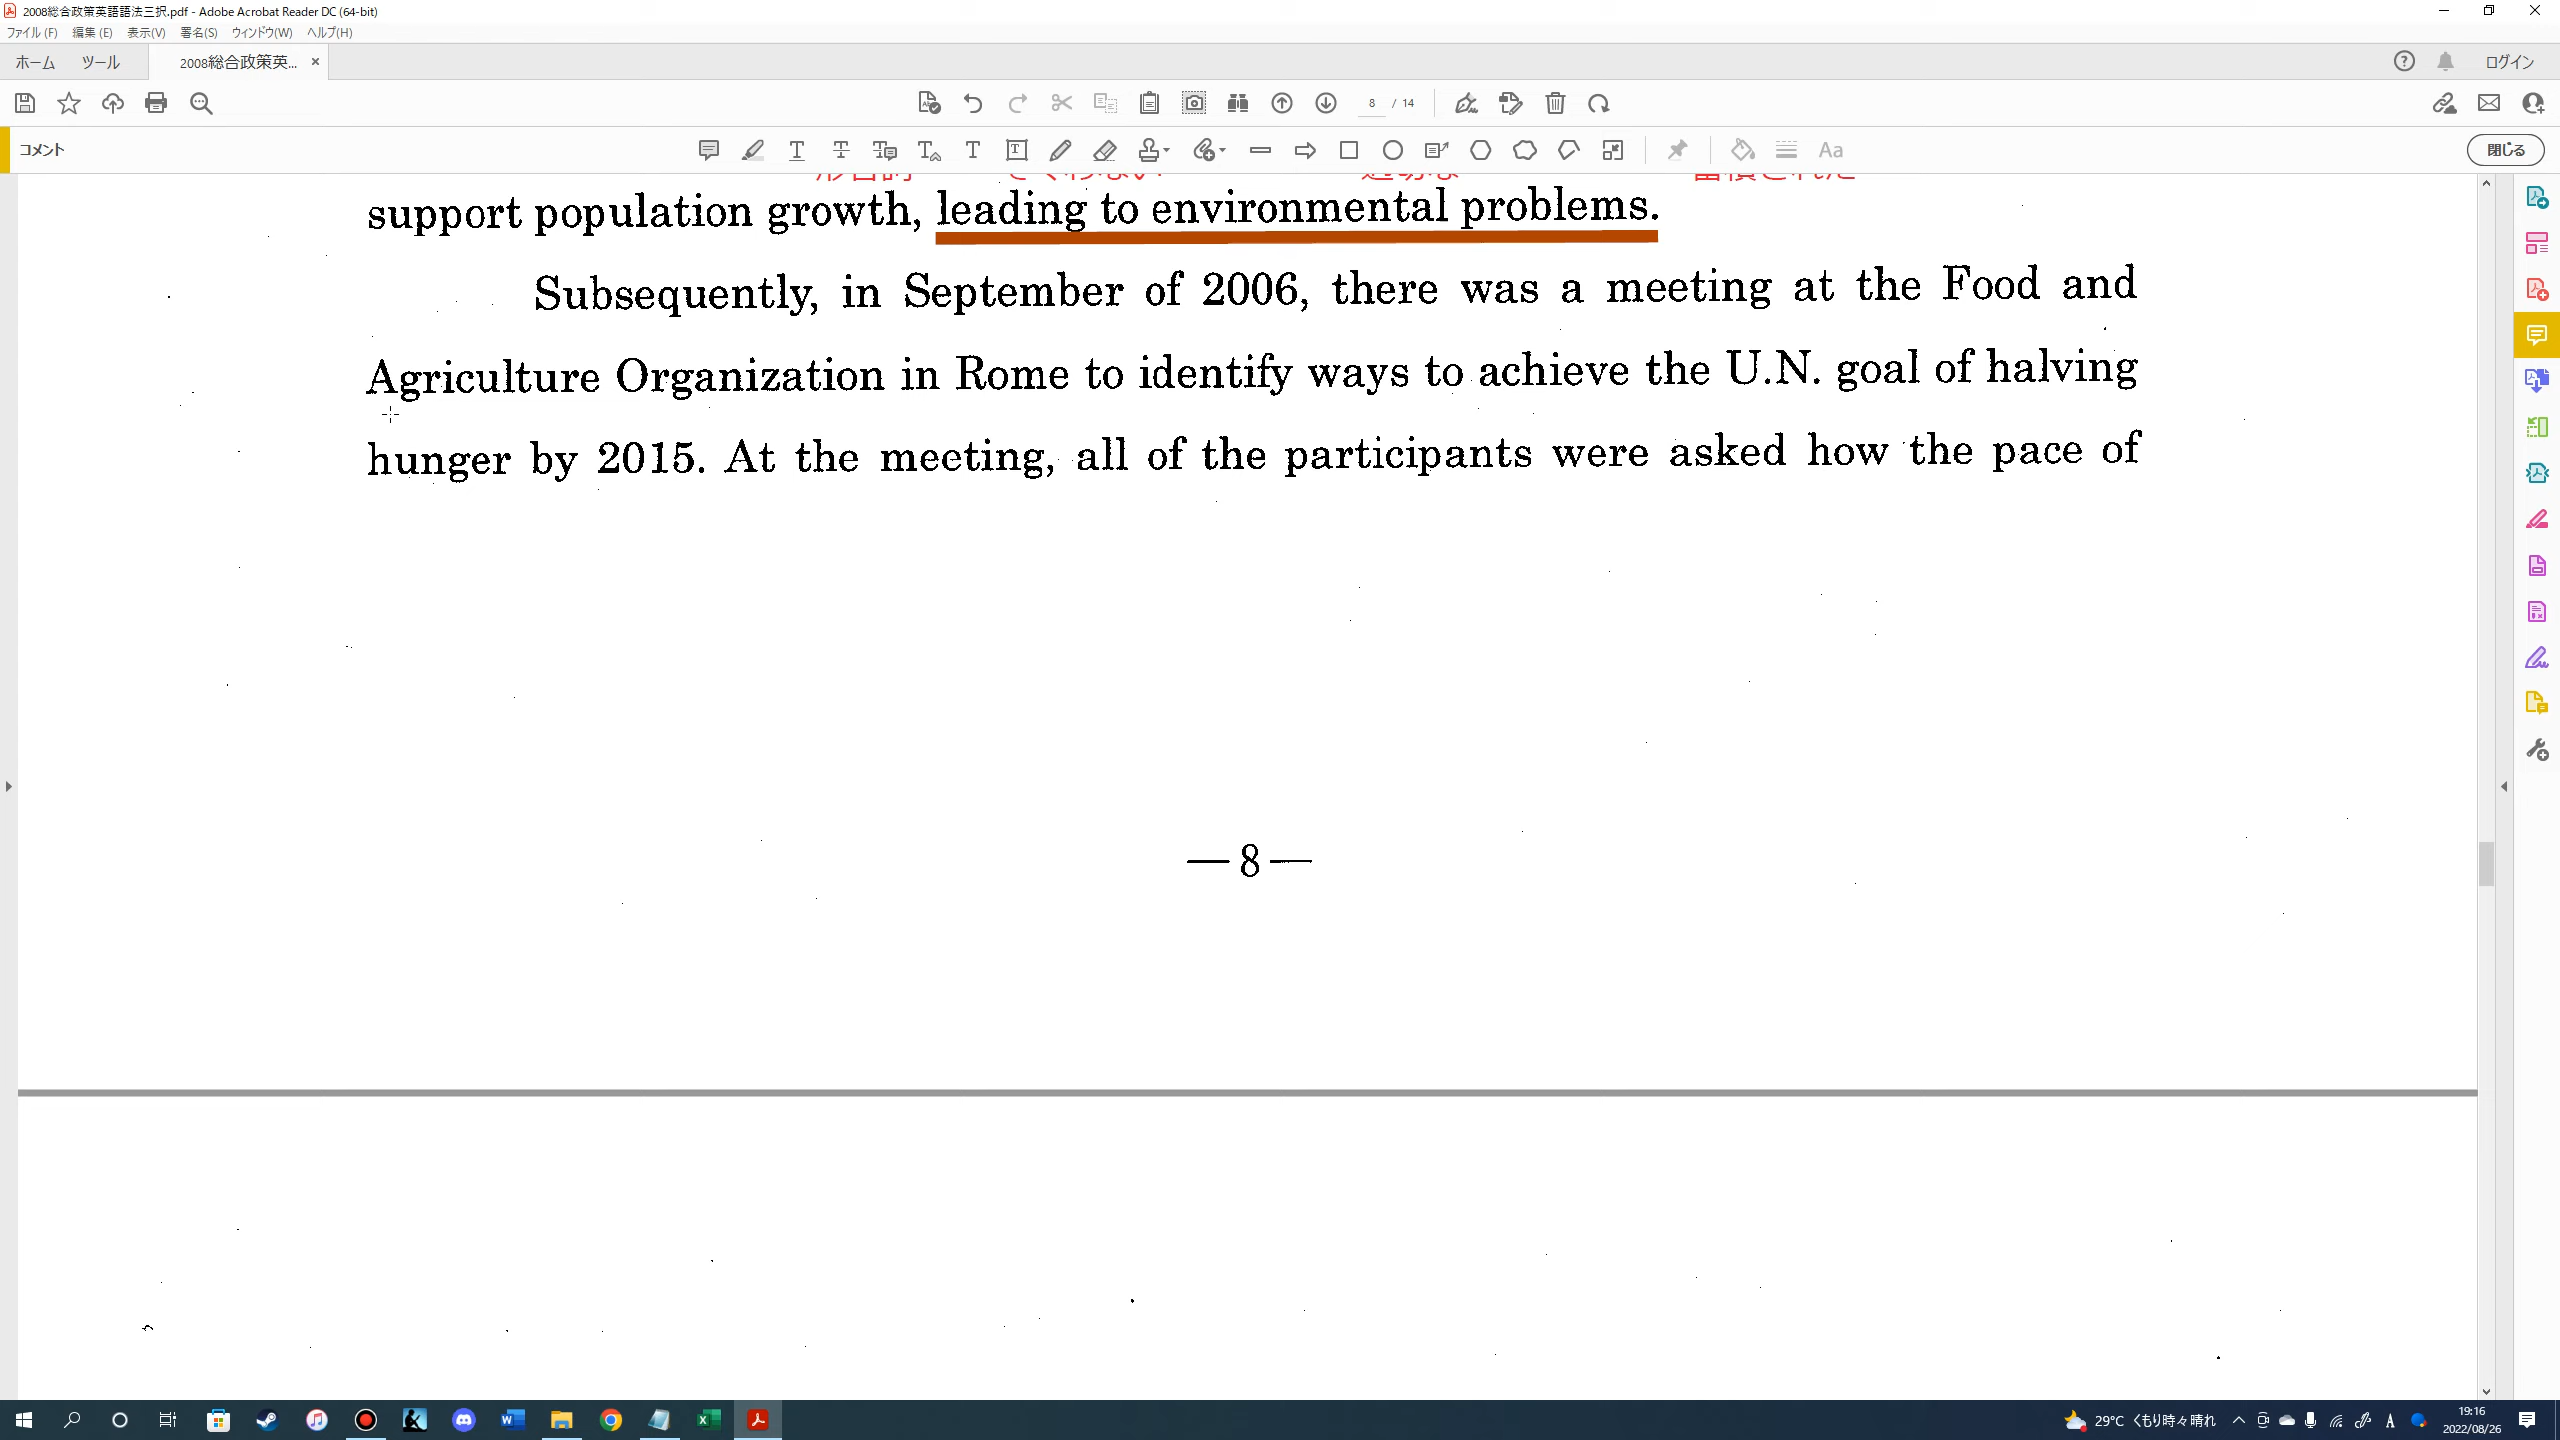 2008総合政策英語語法三択.pdf - Adobe Acrobat Reader DC (64-bit)
ファイル(F) 編集(E) 表示(V) 署名(S) ウィンドウ(W) ヘルプ(H)
ホーム ツール 2008総合政策英... × ログイン
8 / 14
コメント 閉じる
support population growth, leading to environmental problems.
Subsequently, in September of 2006, there was a meeting at the Food and
Agriculture Organization in Rome to identify ways to achieve the U.N. goal of halving
hunger by 2015. At the meeting, all of the participants were asked how the pace of
— 8 —
29°C くもり時々晴れ
19:16
2022/08/26